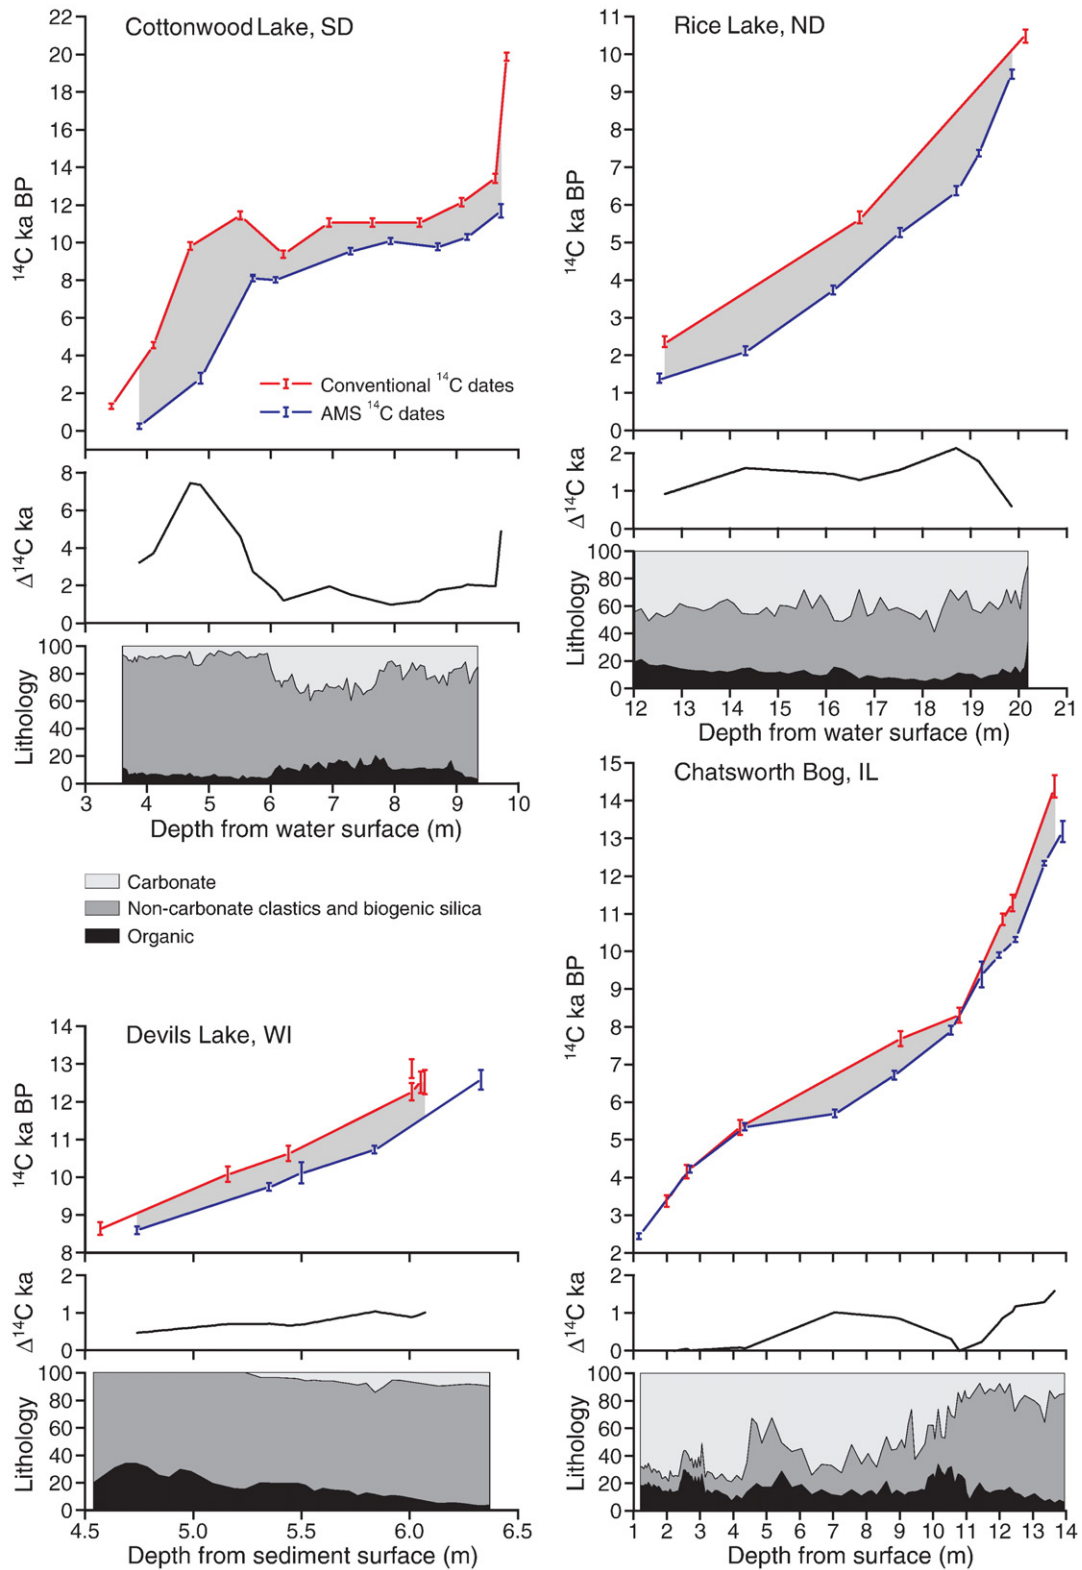 Cottonwood Lake, SD
22
20
18
16
14
12
10
8
6
4
2
0
¹⁴C ka BP
Conventional ¹⁴C dates
AMS ¹⁴C dates
8
6
4
2
0
Δ¹⁴C ka
100
80
60
40
20
0
Lithology
3 4 5 6 7 8 9 10
Depth from water surface (m)
Rice Lake, ND
11
10
9
8
7
6
5
4
3
2
1
0
¹⁴C ka BP
2
1
0
Δ¹⁴C ka
100
80
60
40
20
0
Lithology
12 13 14 15 16 17 18 19 20 21
Depth from water surface (m)
Carbonate
Non-carbonate clastics and biogenic silica
Organic
Devils Lake, WI
14
13
12
11
10
9
8
¹⁴C ka BP
2
1
0
Δ¹⁴C ka
100
80
60
40
20
0
Lithology
4.5 5.0 5.5 6.0 6.5
Depth from sediment surface (m)
Chatsworth Bog, IL
15
14
13
12
11
10
9
8
7
6
5
4
3
2
¹⁴C ka BP
2
1
0
Δ¹⁴C ka
100
80
60
40
20
0
Lithology
1 2 3 4 5 6 7 8 9 10 11 12 13 14
Depth from surface (m)